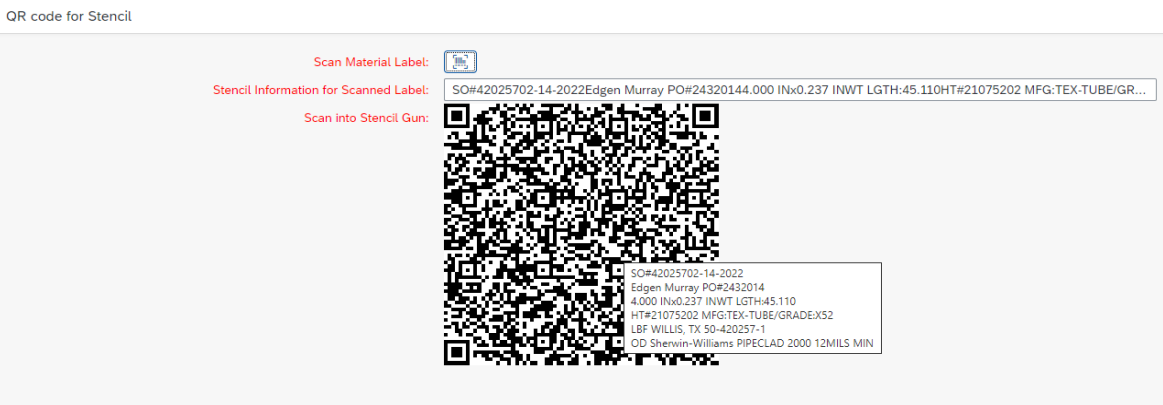 QR code for Stencil
Scan Material Label:
Stencil Information for Scanned Label: SO#42025702-14-2022Edgen Murray PO#24320144.000 INx0.237 INWT LGTH:45.110HT#21075202 MFG:TEX-TUBE/GR...
Scan into Stencil Gun:
SO#42025702-14-2022
Edgen Murray PO#2432014
4.000 INx0.237 INWT LGTH:45.110
HT#21075202 MFG:TEX-TUBE/GRADE:X52
LBF WILLIS, TX 50-420257-1
OD Sherwin-Williams PIPECLAD 2000 12MILS MIN